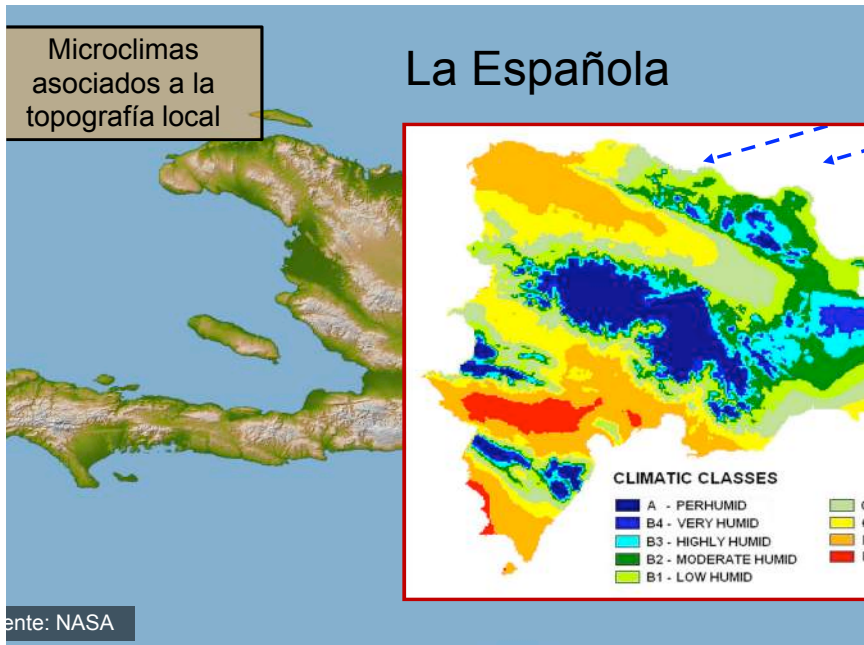 Microclimas
asociados a la
topografía local
La Española
CLIMATIC CLASSES
A - PERHUMID
B4 - VERY HUMID
B3 - HIGHLY HUMID
B2 - MODERATE HUMID
B1 - LOW HUMID
ente: NASA